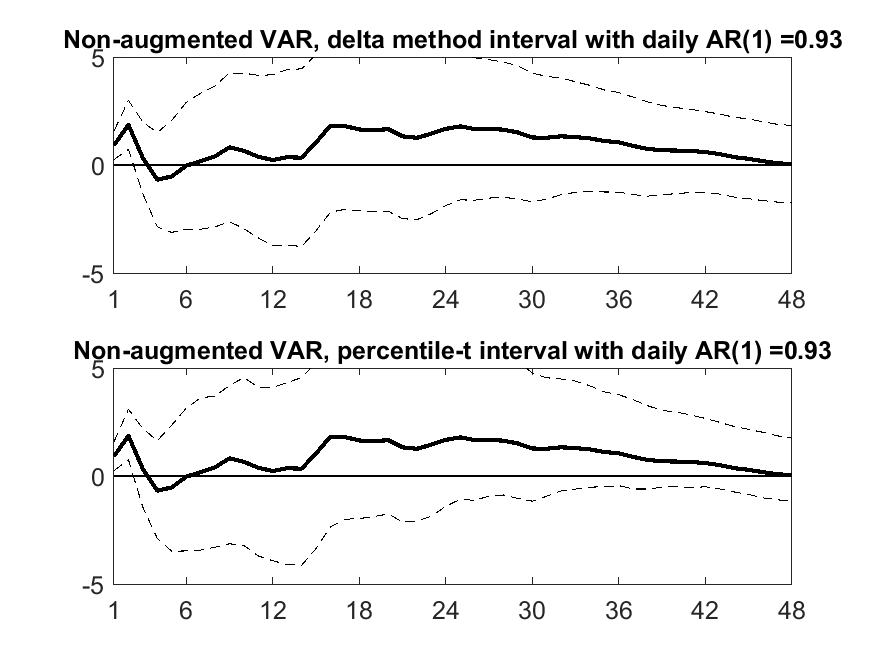 Non-augmented VAR, delta method interval with daily AR(1) =0.93
5
0
-5
1 6 12 18 24 30 36 42 48
Non-augmented VAR, percentile-t interval with daily AR(1) =0.93
5
0
-5
1 6 12 18 24 30 36 42 48